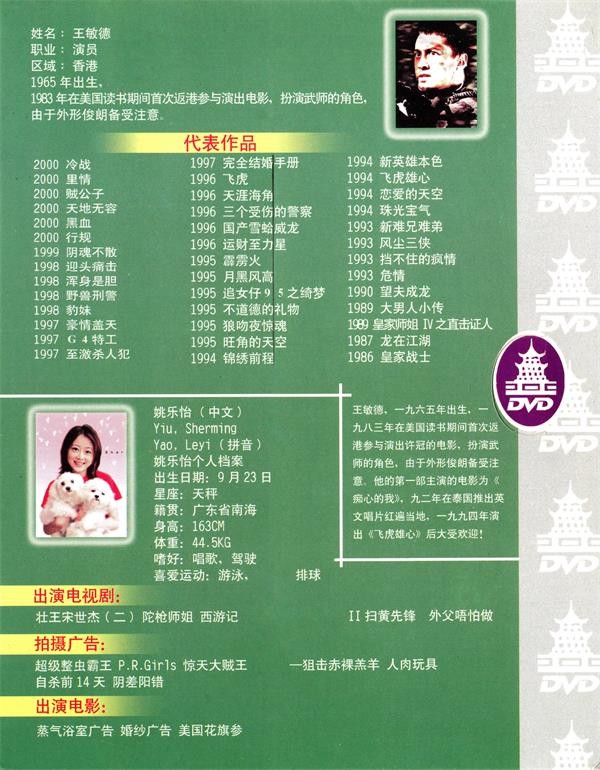 姓名：王敏德
职业：演员
区域：香港
1965年出生，
1983年在美国读书期间首次返港参与演出电影，扮演武师的角色，
由于外形俊朗备受注意。
代表作品
2000 冷战
2000 里情
2000 贼公子
2000 天地无容
2000 黑血
2000 行规
1999 阴魂不散
1998 迎头痛击
1998 浑身是胆
1998 野兽刑警
1998 豹妹
1997 豪情盖天
1997 G4特工
1997 至激杀人犯
1997 完全结婚手册
1996 飞虎
1996 天涯海角
1996 三个受伤的警察
1996 国产雪蛤威龙
1996 运财至力星
1995 霹雳火
1995 月黑风高
1995 追女仔95之绮梦
1995 不道德的礼物
1995 狼吻夜惊魂
1995 旺角的天空
1994 锦绣前程
1994 新英雄本色
1994 飞虎雄心
1994 恋爱的天空
1994 珠光宝气
1993 新难兄难弟
1993 风尘三侠
1993 挡不住的疯情
1993 危情
1990 望夫成龙
1989 大男人小传
1989 皇家师姐IV之直击证人
1987 龙在江湖
1986 皇家战士
姚乐怡（中文）
Yiu, Sherming
Yao, Leyi（拼音）
姚乐怡个人档案
出生日期：9月23日
星座：天秤
籍贯：广东省南海
身高：163CM
体重：44.5KG
嗜好：唱歌，驾驶
喜爱运动：游泳， 排球
王敏德，一九六五年出生，一
九八三年在美国读书期间首次返
港参与演出许冠的电影，扮演武
师的角色，由于外形俊朗备受注
意。他的第一部主演的电影为《
痴心的我》，九二年在泰国推出英
文唱片红遍当地，一九九四年演
出《飞虎雄心》后大受欢迎！
出演电视剧：
壮王宋世杰（二）陀枪师姐 西游记 II扫黄先锋 外父唔怕做
拍摄广告：
超级整虫霸王 P.R.Girls 惊天大贼王 一狙击赤裸羔羊 人肉玩具
自杀前14天 阴差阳错
出演电影：
蒸气浴室广告 婚纱广告 美国花旗参
DVD
DVD
DVD
DVD
DVD
DVD
DVD